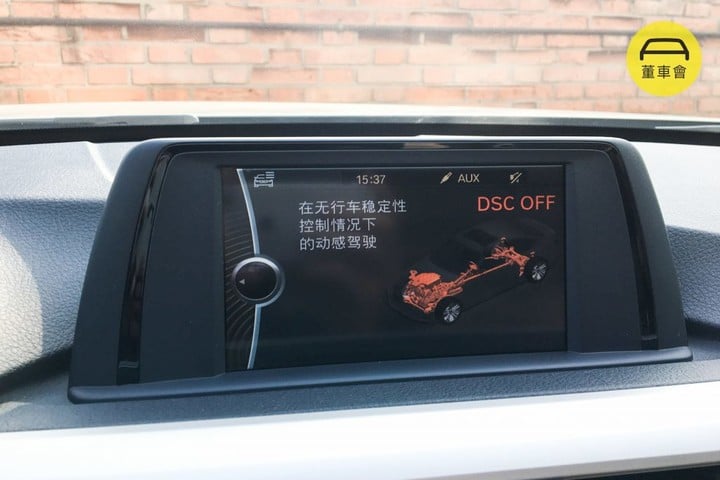 董車會
15:37
AUX
在无行车稳定性
控制情况下
的动感驾驶
DSC OFF